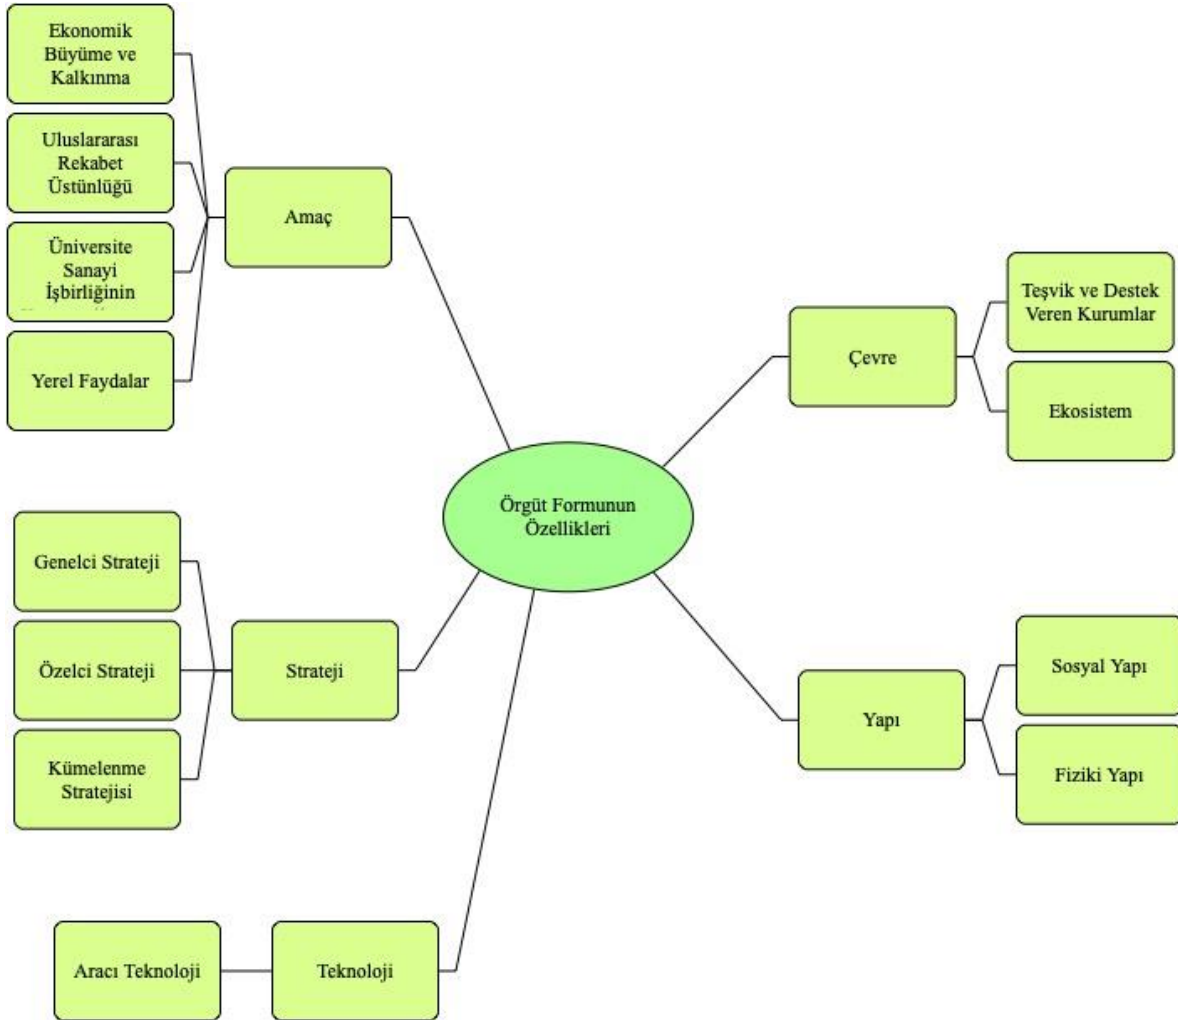 Ekonomik
Büyüme ve
Kalkınma
Uluslararası
Rekabet
Üstünlüğü
Üniversite
Sanayi
İşbirliğinin
Yerel Faydalar
Amaç
Genelci Strateji
Özelci Strateji
Kümelenme
Stratejisi
Strateji
Aracı Teknoloji
Teknoloji
Örgüt Formunun
Özellikleri
Çevre
Teşvik ve Destek
Veren Kurumlar
Ekosistem
Yapı
Sosyal Yapı
Fiziki Yapı